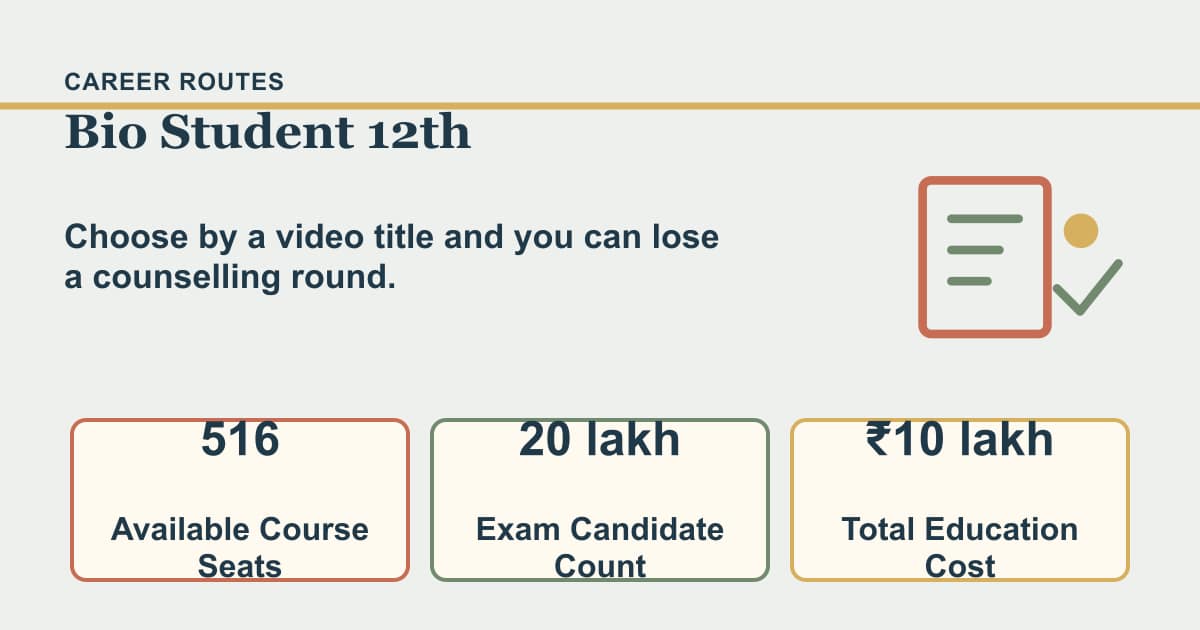 CAREER ROUTES
Bio Student 12th
Choose by a video title and you can lose
a counselling round.
516
Available Course
Seats
20 lakh
Exam Candidate
Count
₹10 lakh
Total Education
Cost